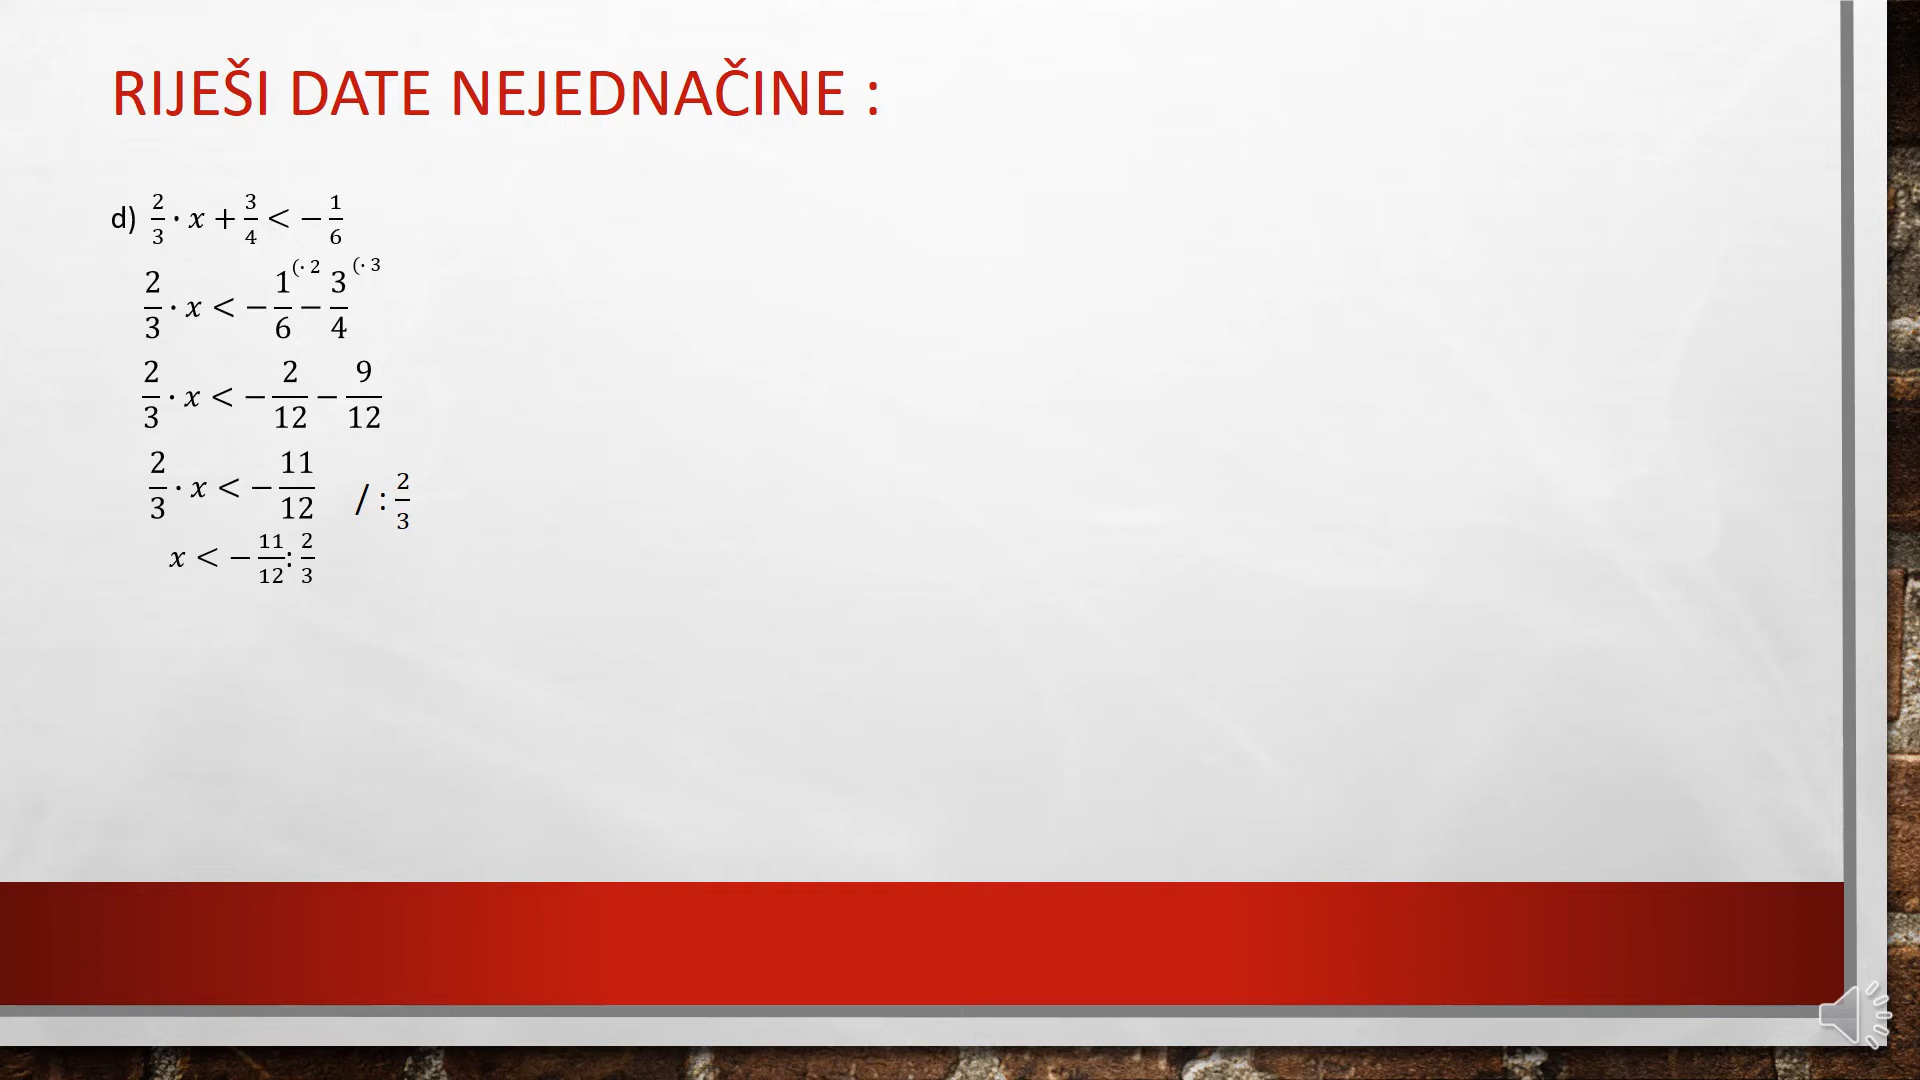 RIJEŠI DATE NEJEDNAČINE :
d) 2/3 · x + 3/4 < − 1/6
2/3 · x < − 1/6 (· 2 − 3/4 (· 3
2/3 · x < − 2/12 − 9/12
2/3 · x < − 11/12 / : 2/3
x < − 11/12 : 2/3